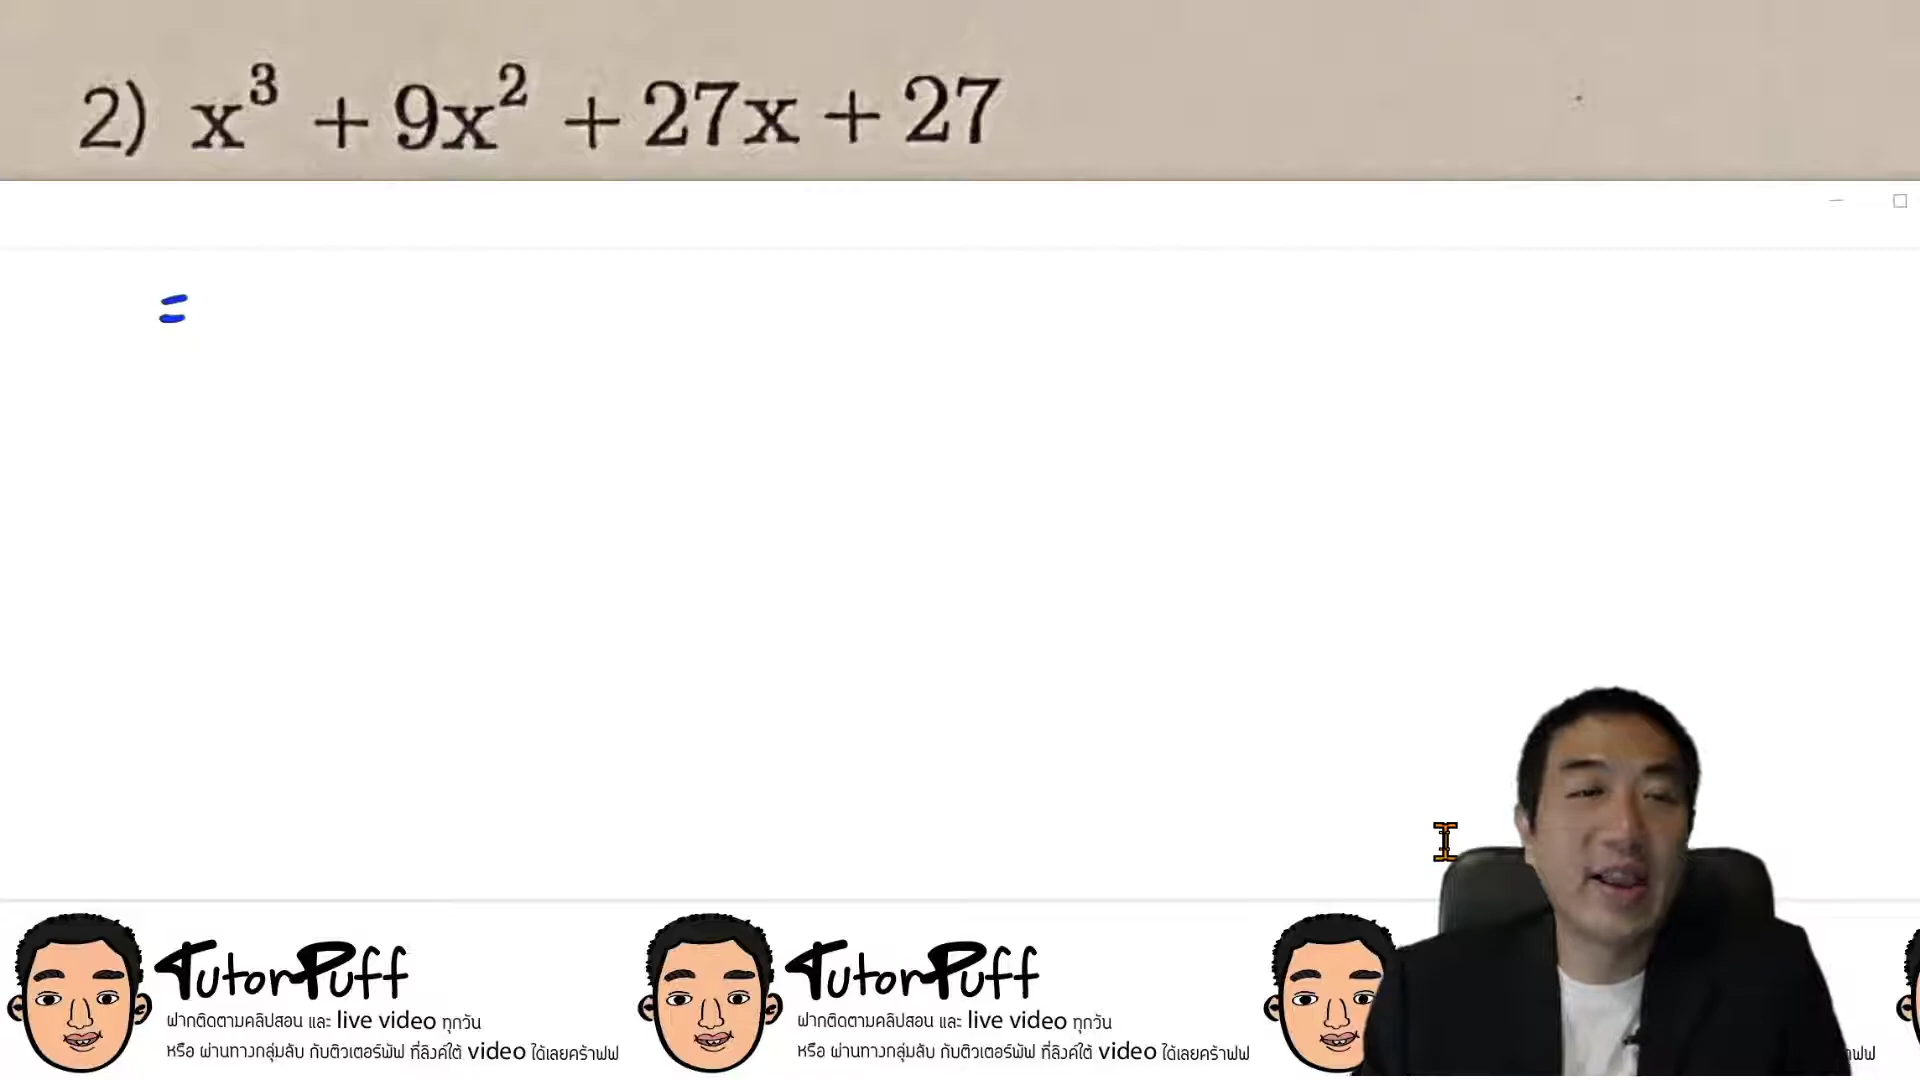 2) x³ + 9x² + 27x + 27
=
TutorPuff
ฝากติดตามคลิปสอน และ live video ทุกวัน
หรือ ผ่านทางกลุ่มลับ กับติวเตอร์พัฟ ที่ลิงค์ใต้ video ได้เลยคร้าฟฟ
TutorPuff
ฝากติดตามคลิปสอน และ live video ทุกวัน
หรือ ผ่านทางกลุ่มลับ กับติวเตอร์พัฟ ที่ลิงค์ใต้ video ได้เลยคร้าฟฟ